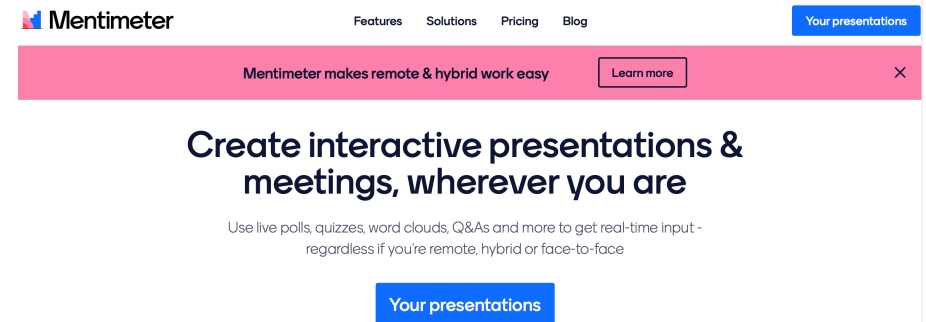 Mentimeter
Features Solutions Pricing Blog
Your presentations
Mentimeter makes remote & hybrid work easy
Learn more
Create interactive presentations &
meetings, wherever you are
Use live polls, quizzes, word clouds, Q&As and more to get real-time input -
regardless if you're remote, hybrid or face-to-face
Your presentations